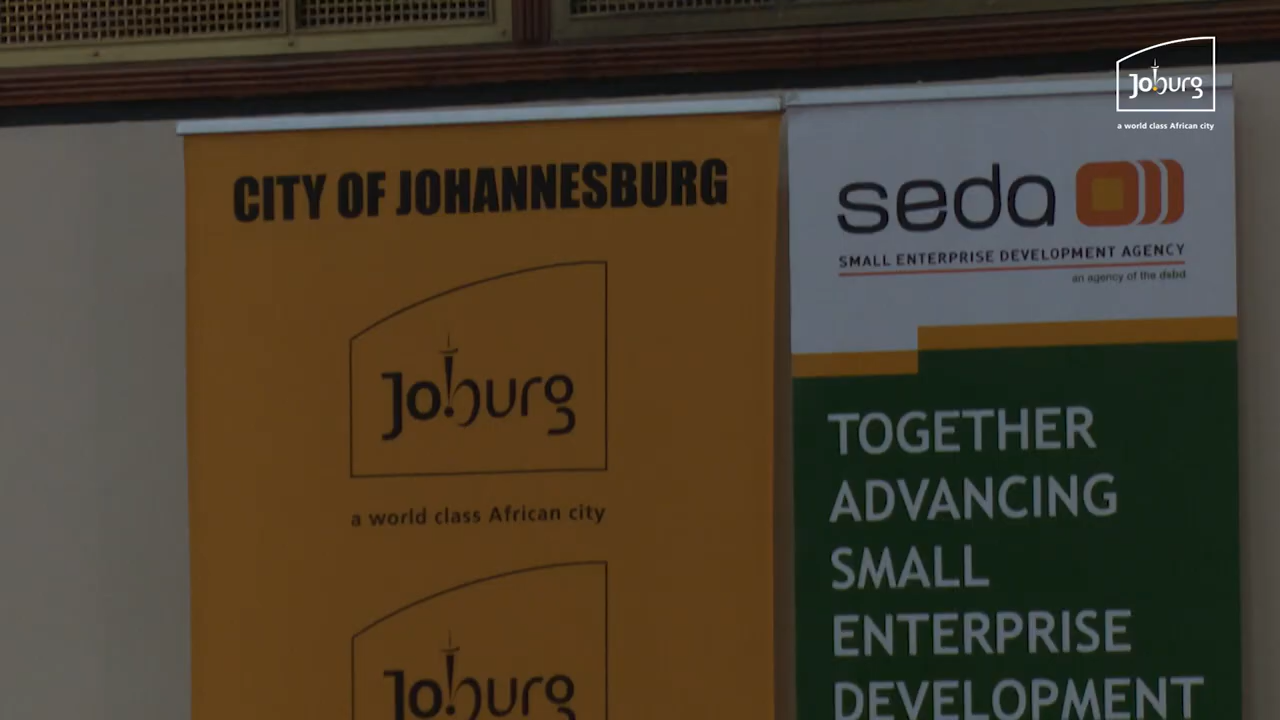 CITY OF JOHANNESBURG
Joburg
a world class African city
Joburg
seda
SMALL ENTERPRISE DEVELOPMENT AGENCY
an agency of the dsbd
TOGETHER
ADVANCING
SMALL
ENTERPRISE
DEVELOPMENT
Joburg
a world class African city